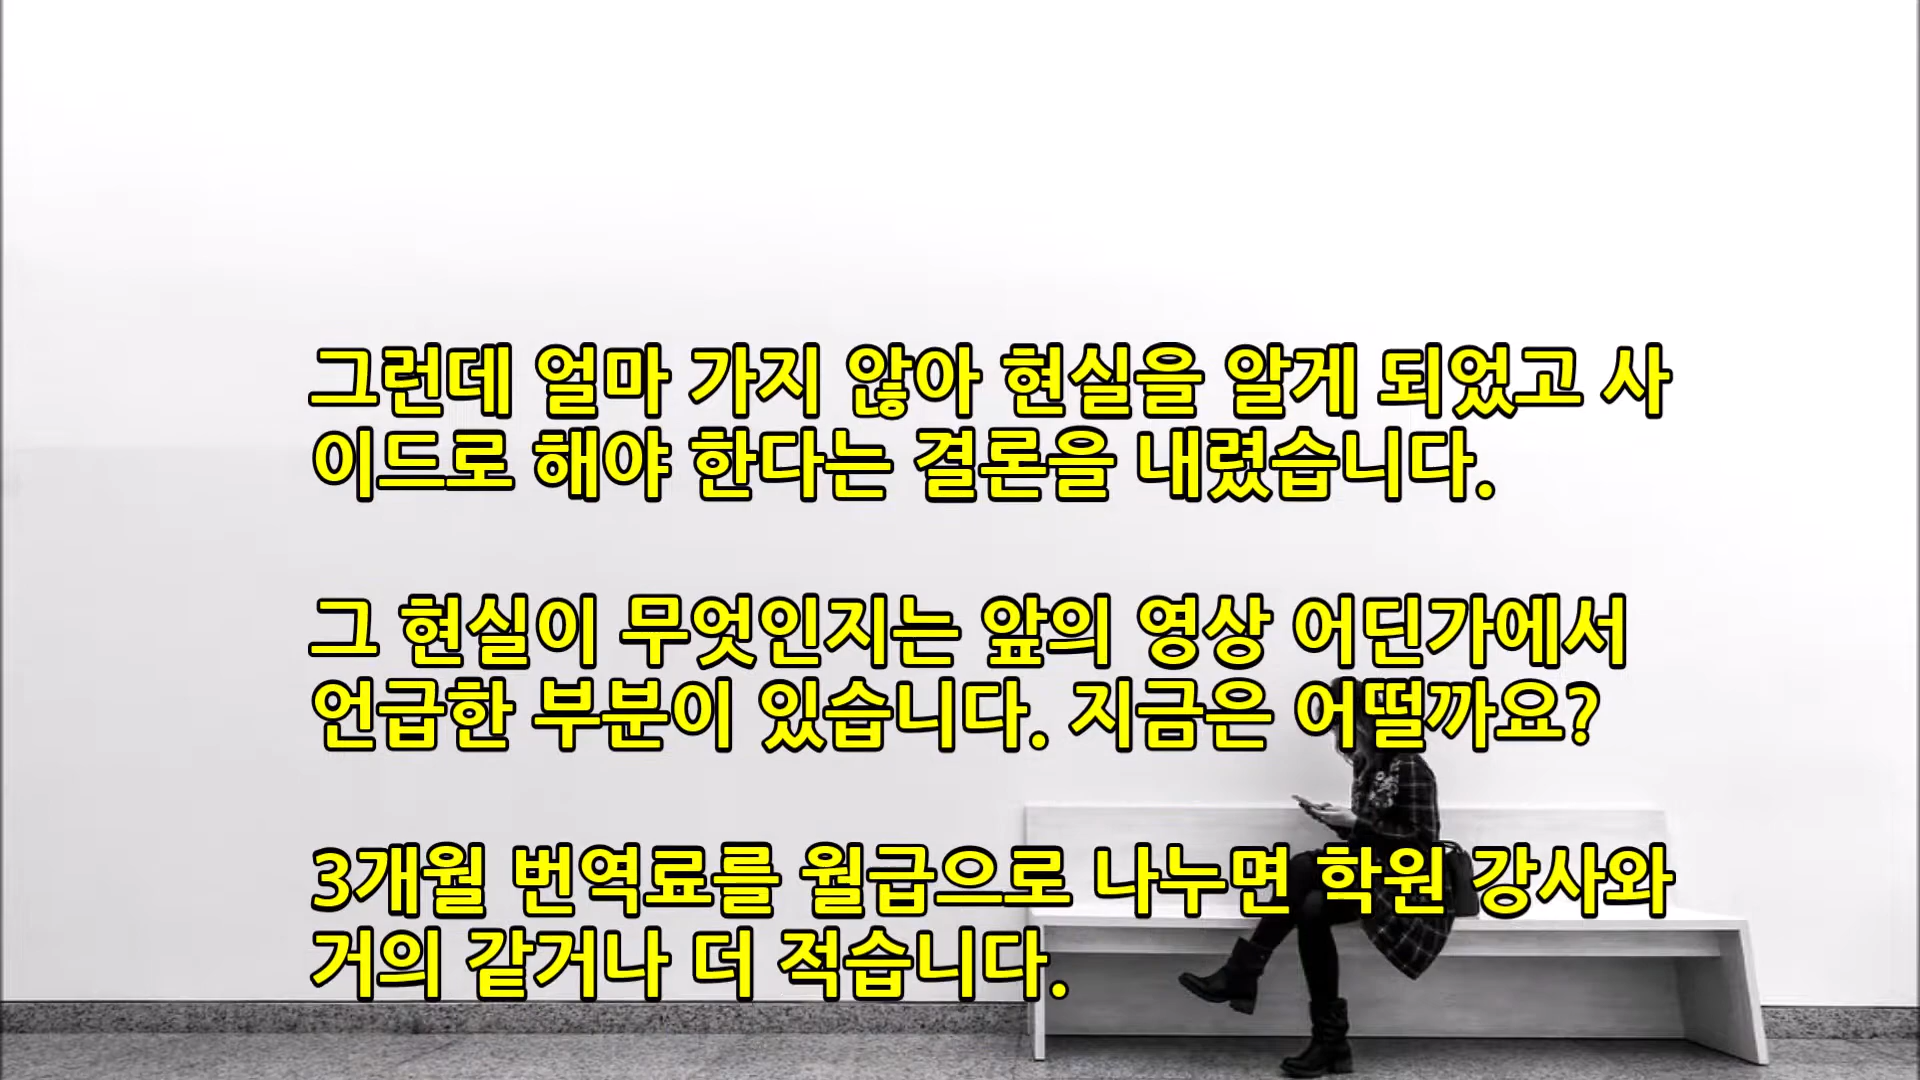 그런데 얼마 가지 않아 현실을 알게 되었고 사
이드로 해야 한다는 결론을 내렸습니다.
그 현실이 무엇인지는 앞의 영상 어딘가에서
언급한 부분이 있습니다. 지금은 어떨까요?
3개월 번역료를 월급으로 나누면 학원 강사와
거의 같거나 더 적습니다.